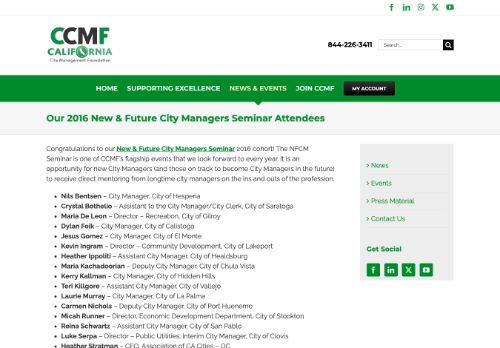 CCMF
CALIFORNIA
City Management Foundation
844-226-3411
Search...
HOME SUPPORTING EXCELLENCE NEWS & EVENTS JOIN CCMF MY ACCOUNT
Our 2016 New & Future City Managers Seminar Attendees
Congratulations to our New & Future City Managers Seminar 2016 cohort! The NFCM
Seminar is one of CCMF's flagship events that we look forward to every year. It is an
opportunity for new City Managers (and those on track to become City Managers in the future)
to receive direct mentoring from longtime city managers on the ins and outs of the profession.
Nils Bentsen – City Manager, City of Hesperia
Crystal Bothelio – Assistant to the City Manager/City Clerk, City of Saratoga
Maria De Leon – Director – Recreation, City of Gilroy
Dylan Feik – City Manager, City of Calistoga
Jesus Gomez – City Manager, City of El Monte
Kevin Ingram – Director – Community Development, City of Lakeport
Heather Ippoliti – Assistant City Manager, City of Healdsburg
Maria Kachadoorian – Deputy City Manager, City of Chula Vista
Kerry Kallman – City Manager, City of Hidden Hills
Teri Killgore – Assistant City Manager, City of Vallejo
Laurie Murray – City Manager, City of La Palma
Carmen Nichols – Deputy City Manager, City of Port Hueneme
Micah Runner – Director, Economic Development Department, City of Stockton
Reina Schwartz – Assistant City Manager, City of San Pablo
Luke Serpa – Director – Public Utilities; Interim City Manager, City of Clovis
Heather Stratman – CEO, Association of CA Cities – OC
> News
> Events
> Press Material
> Contact Us
Get Social